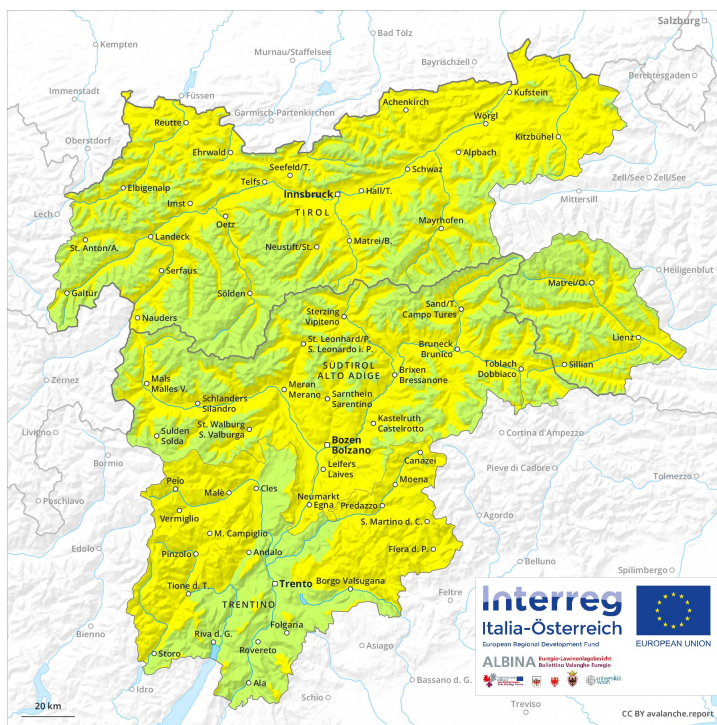 Salzburg
Bad Tölz
Kempten
Murnau/Staffelsee
Bayrischzell
Berchtesgaden
Immenstadt
Füssen
Kufstein
Achenkirch
Garmisch-Partenkirchen
Reutte
Wörgl
Kitzbühel
Oberstdorf
Ehrwald
Alpbach
Seefeld/T.
Schwaz
Telfs
Zell/See
Zell/See
Elbigenalp
Innsbruck
Hall/T.
Mittersill
Imst
TIROL
Lech
Oetz
Mayrhofen
Landeck
St. Anton/A.
Neustift/St.
Matrei/B.
Serfaus
Heiligenblut
Matrei/O.
Galtür
Sölden
Sand/T.
Campo Tures
Nauders
Sterzing
Vipiteno
Lienz
St. Leonhard/P.
S. Leonardo i. P.
Bruneck
Brunico
Toblach
Dobbiaco
Sillian
SÜDTIROL
ALTO ADIGE
Brixen
Bressanone
Zernez
Mals
Malles V.
Meran
Merano
Sarnthein
Sarentino
Schlanders
Silandro
Kastelruth
Castelrotto
St. Walburg
S. Valburga
Livigno
Sulden
Solda
Cortina d'Ampezzo
Bozen
Bolzano
Bormio
Canazei
Leifers
Laives
Pieve di Cadore
Tolmezzo
Peio
Malè
Cles
Moena
Poschiavo
Neumarkt
Egna
Predazzo
Vermiglio
Agordo
S. Martino d. C.
M. Campiglio
Edolo
Pinzolo
Andalo
Fiera d. P.
Belluno
Spilimbergo
Tione d. T.
Trento
Borgo Valsugana
Feltre
TRENTINO
Folgaria
Bienno
Riva d. G.
Rovereto
Asiago
Storo
Idro
Ala
Schio
Bassano d. G.
Treviso
20 km
Interreg
Italia-Österreich
European Regional Development Fund
EUROPEAN UNION
ALBINA Euregio-Lawinenlagebericht
Bollettino Valanghe Euregio
CC BY avalanche.report